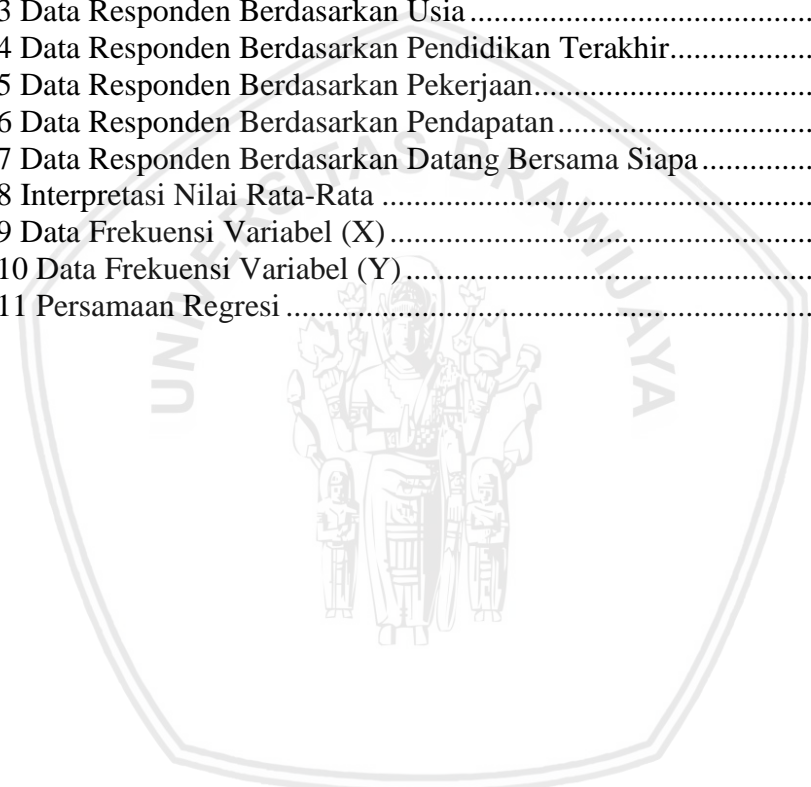 3 Data Responden Berdasarkan Usia........................................
4 Data Responden Berdasarkan Pendidikan Terakhir..................
5 Data Responden Berdasarkan Pekerjaan...................................
6 Data Responden Berdasarkan Pendapatan................................
7 Data Responden Berdasarkan Datang Bersama Siapa..............
8 Interpretasi Nilai Rata-Rata ......................................................
9 Data Frekuensi Variabel (X).....................................................
10 Data Frekuensi Variabel (Y)...................................................
11 Persamaan Regresi ..................................................................
UNIVERSITAS BRAWIJAYA